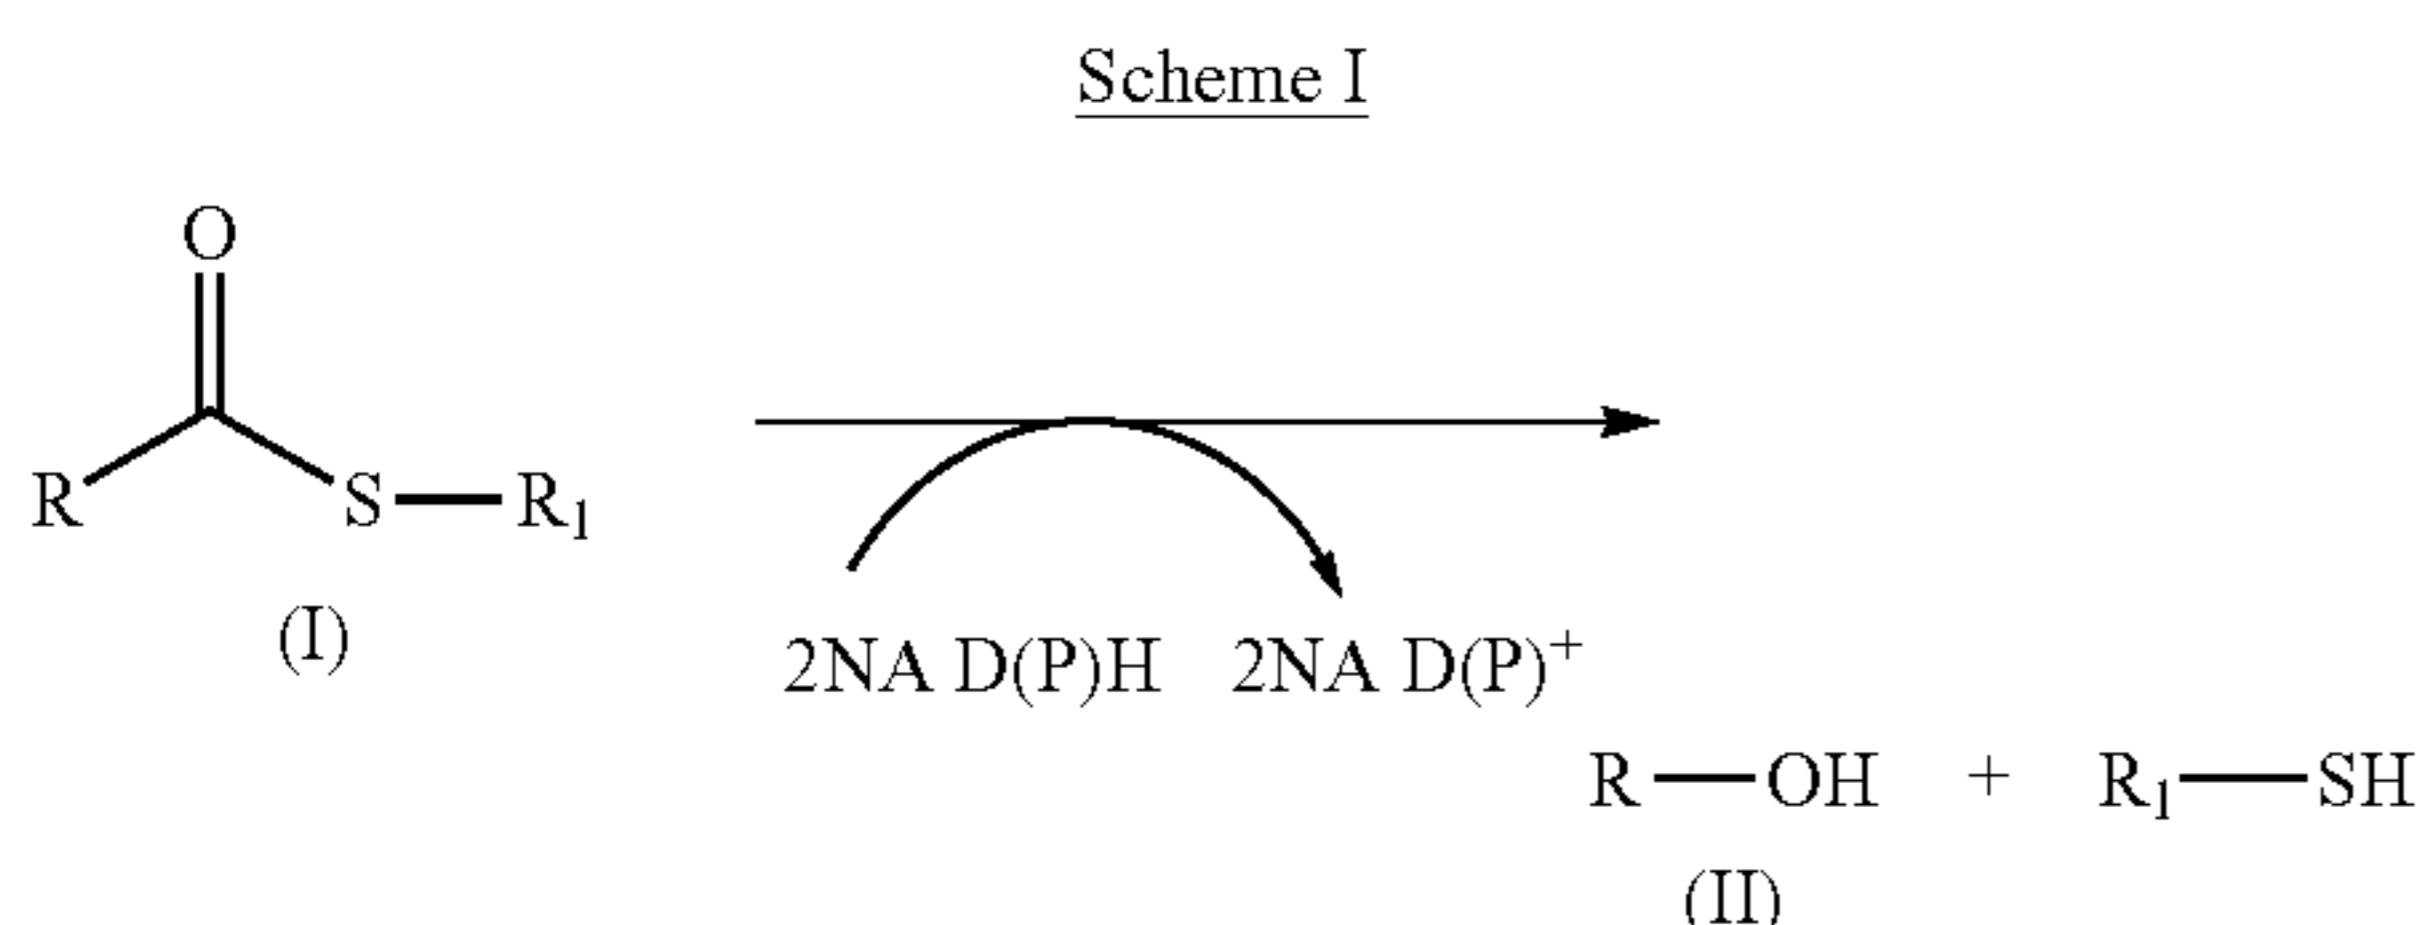 Scheme I
O
R S R₁
(I)
2NA D(P)H 2NA D(P)⁺
R OH + R₁ SH
(II)